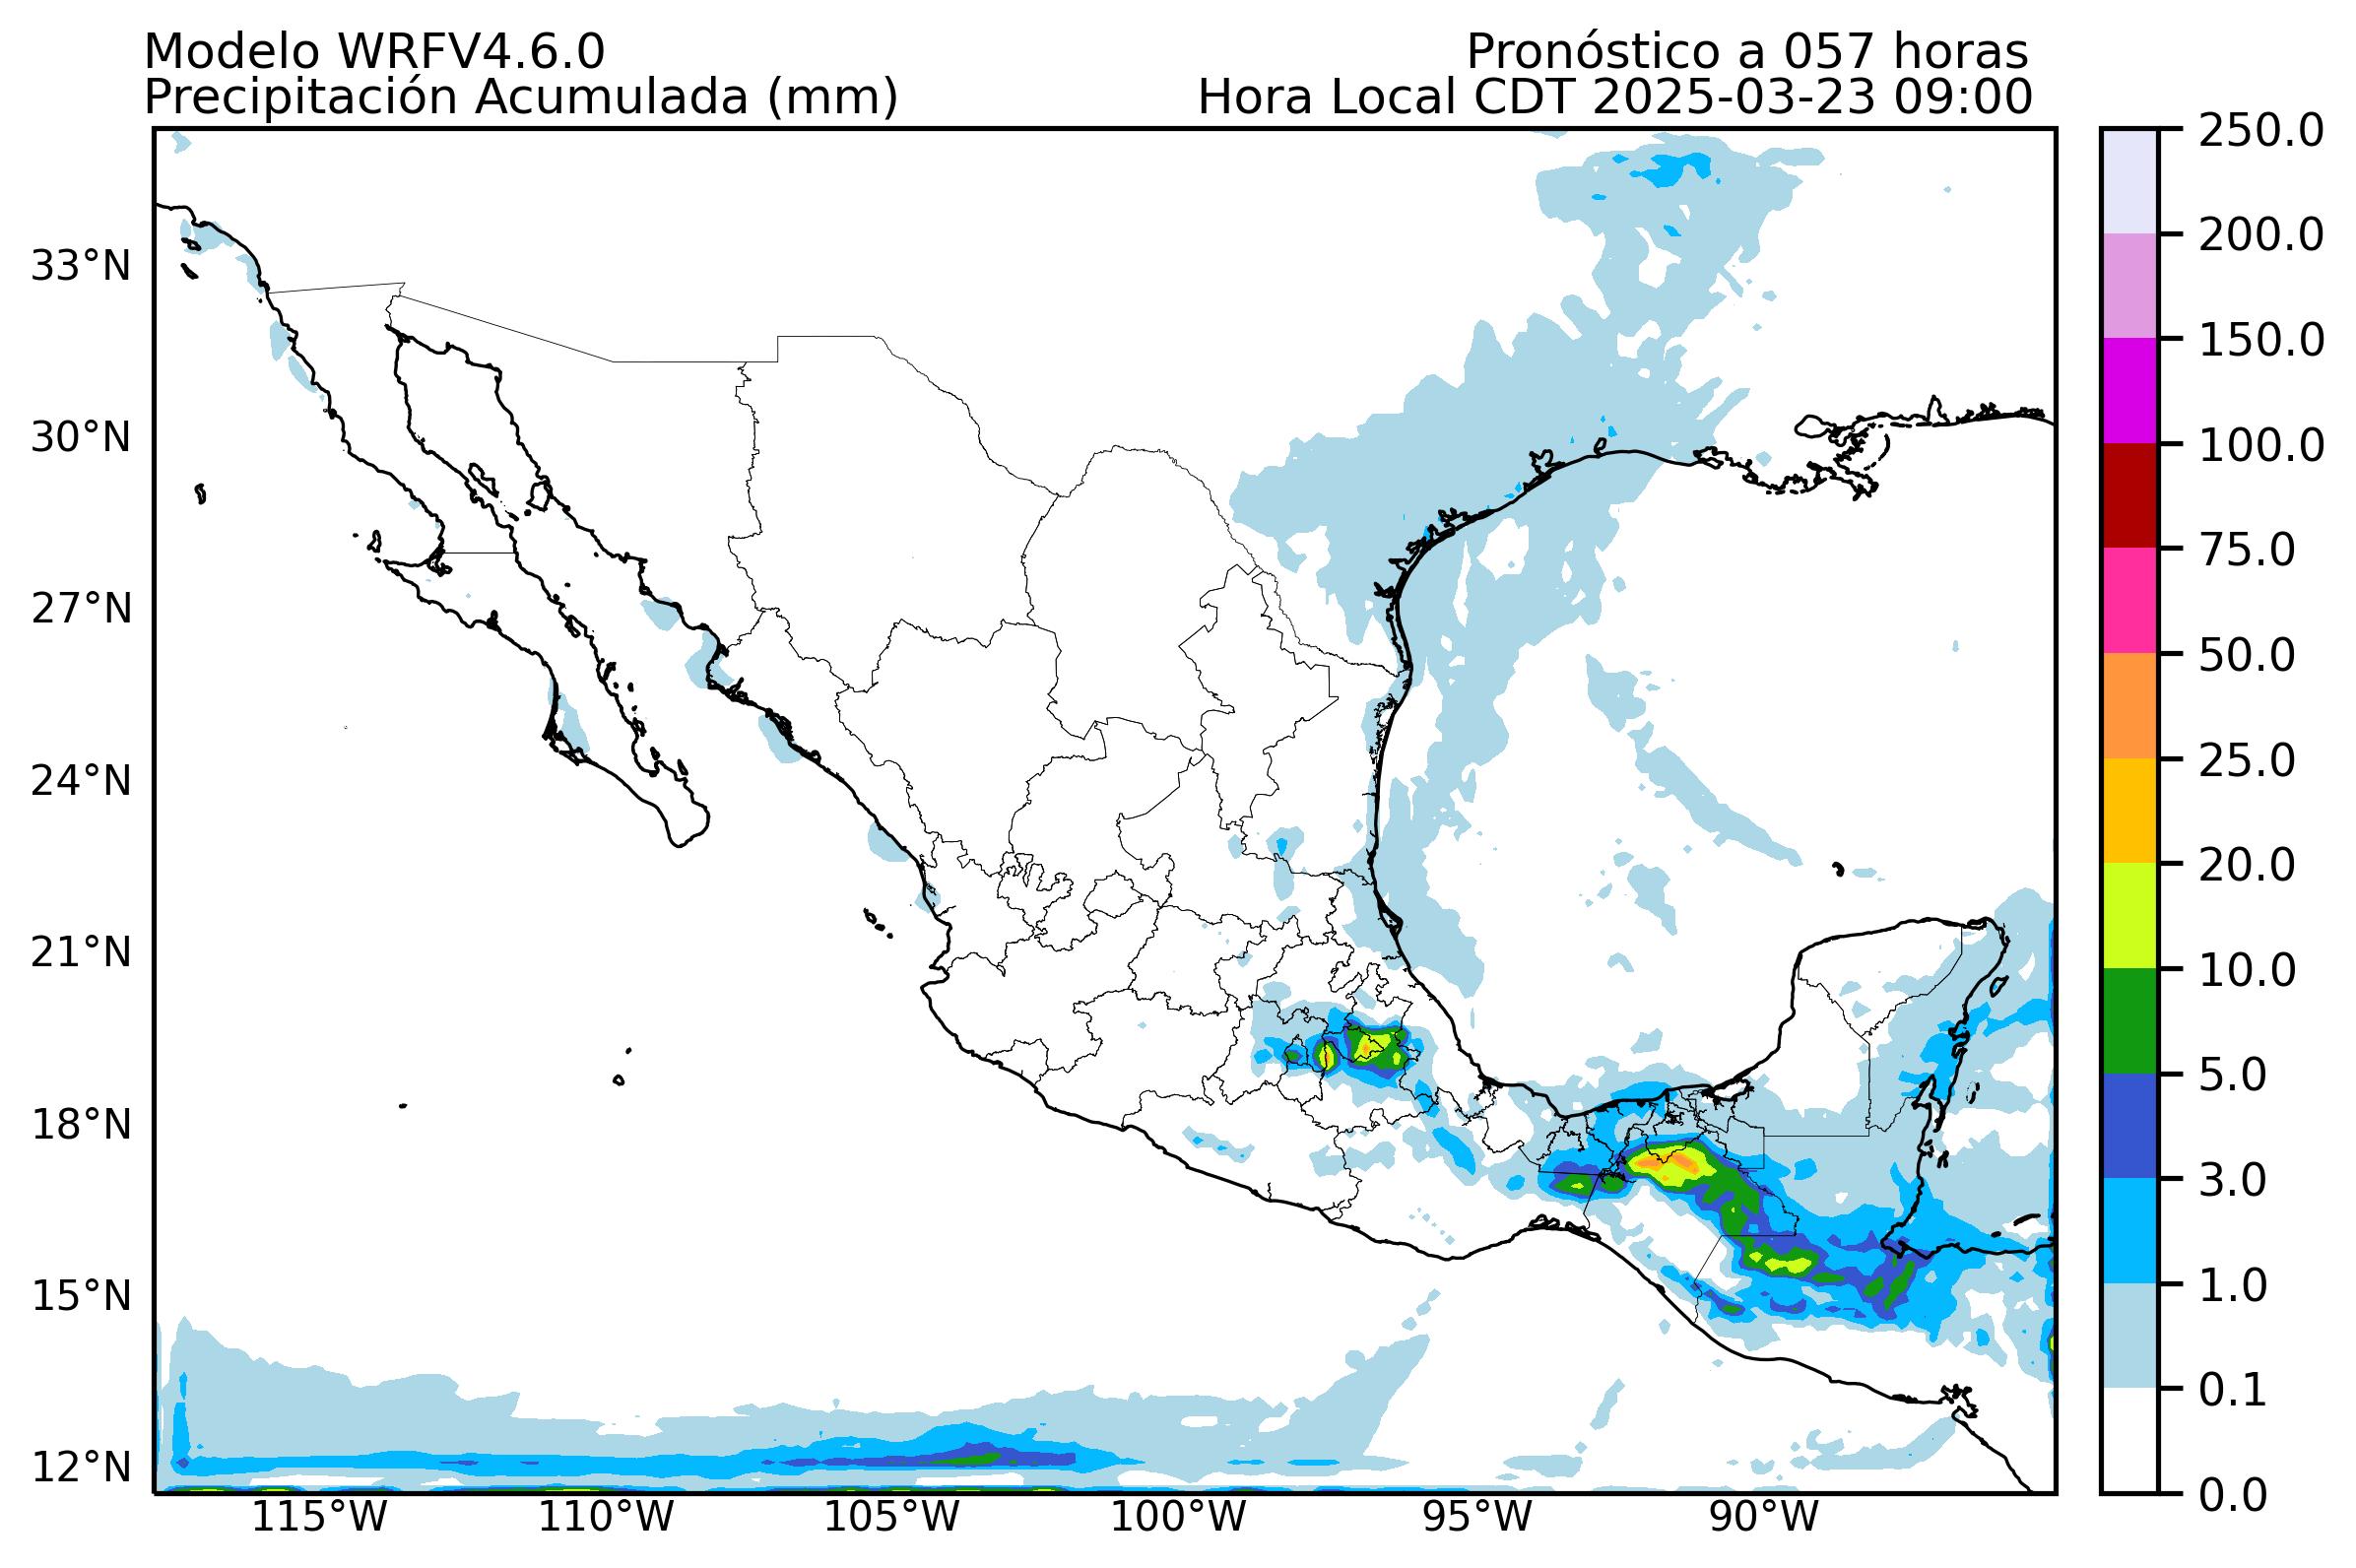 Modelo WRFV4.6.0
Pronóstico a 057 horas
Precipitación Acumulada (mm)
Hora Local CDT 2025-03-23 09:00
250.0
200.0
150.0
100.0
75.0
50.0
25.0
20.0
10.0
5.0
3.0
1.0
0.1
0.0
33°N
30°N
27°N
24°N
21°N
18°N
15°N
12°N
115°W
110°W
105°W
100°W
95°W
90°W